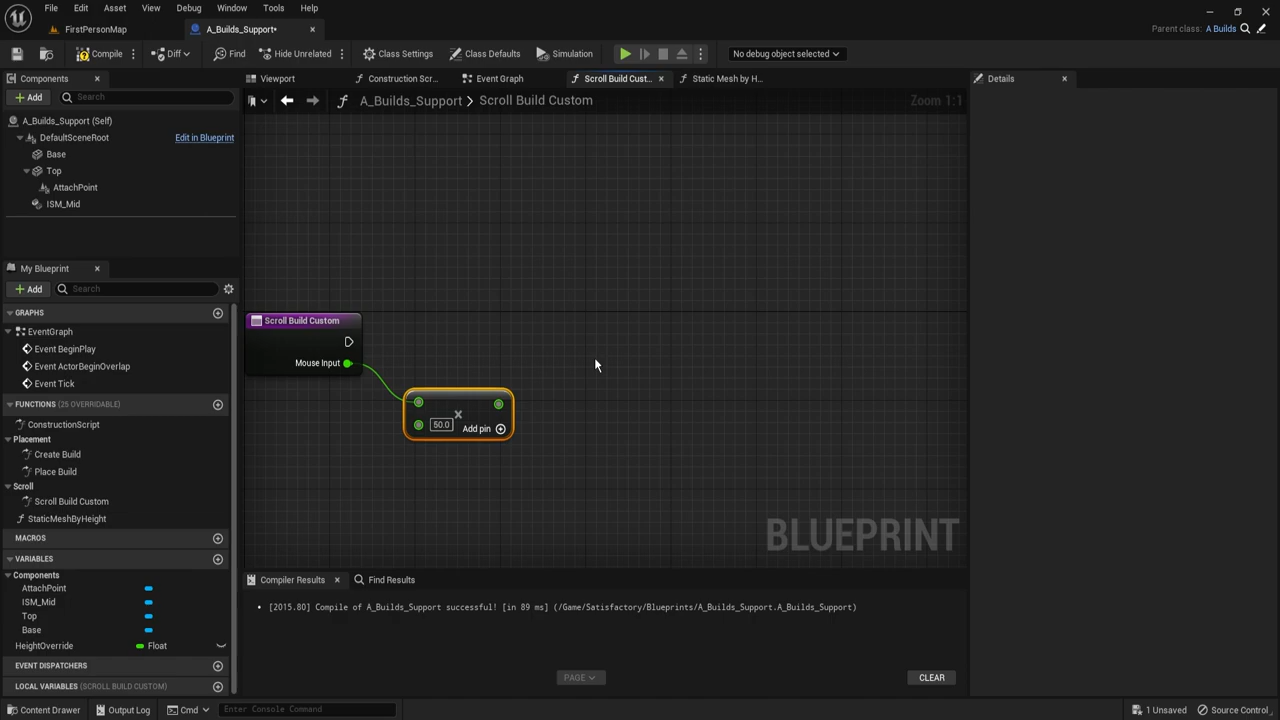 File Edit Asset View Debug Window Tools Help
FirstPersonMap
A_Builds_Support•
Parent class: A Builds
Compile
Diff
Find
Hide Unrelated
Class Settings
Class Defaults
Simulation
No debug object selected
Components
Add
Search
A_Builds_Support (Self)
DefaultSceneRoot
Edit in Blueprint
Base
Top
AttachPoint
ISM_Mid
My Blueprint
Add
Search
GRAPHS
EventGraph
Event BeginPlay
Event ActorBeginOverlap
Event Tick
FUNCTIONS (25 OVERRIDABLE)
ConstructionScript
Placement
Create Build
Place Build
Scroll
Scroll Build Custom
StaticMeshByHeight
MACROS
VARIABLES
Components
AttachPoint
ISM_Mid
Top
Base
HeightOverride Float
EVENT DISPATCHERS
LOCAL VARIABLES (SCROLL BUILD CUSTOM)
Viewport
Construction Scr...
Event Graph
Scroll Build Cust...
Static Mesh by H...
A_Builds_Support > Scroll Build Custom
Zoom 1:1
Scroll Build Custom
Mouse Input
50.0
Add pin
BLUEPRINT
Compiler Results
Find Results
[2015.80] Compile of A_Builds_Support successful! [in 89 ms] (/Game/Satisfactory/Blueprints/A_Builds_Support.A_Builds_Support)
PAGE
CLEAR
Details
Content Drawer
Output Log
Cmd
Enter Console Command
1 Unsaved
Source Control